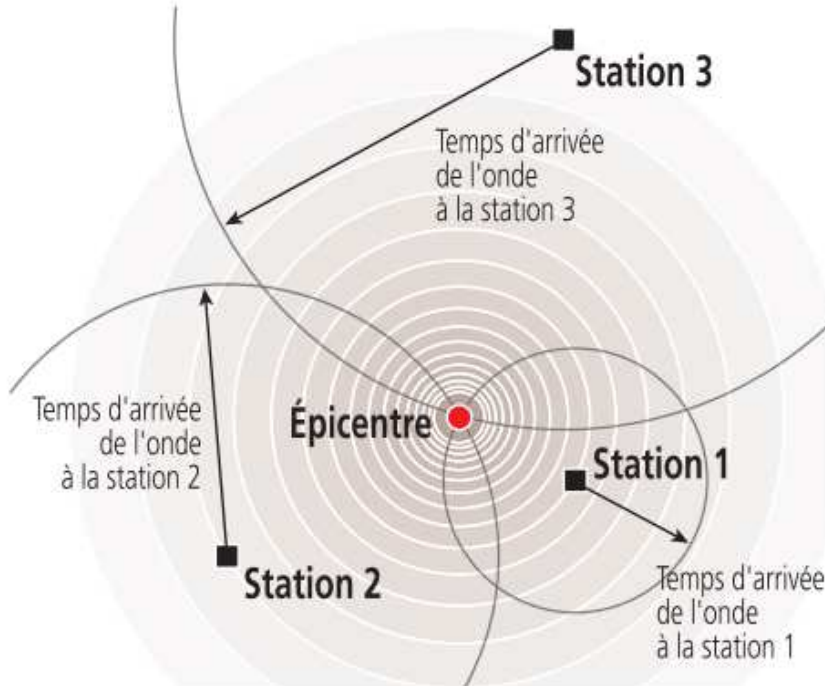 Station 3
Temps d'arrivée
de l'onde
à la station 3
Temps d'arrivée
de l'onde
à la station 2
Épicentre
Station 1
Station 2
Temps d'arrivée
de l'onde
à la station 1